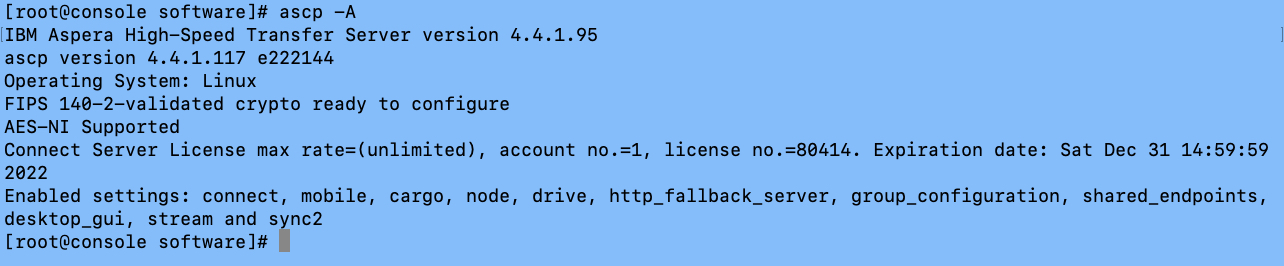 [root@console software]# ascp -A
IBM Aspera High-Speed Transfer Server version 4.4.1.95
ascp version 4.4.1.117 e222144
Operating System: Linux
FIPS 140-2-validated crypto ready to configure
AES-NI Supported
Connect Server License max rate=(unlimited), account no.=1, license no.=80414. Expiration date: Sat Dec 31 14:59:59
2022
Enabled settings: connect, mobile, cargo, node, drive, http_fallback_server, group_configuration, shared_endpoints,
desktop_gui, stream and sync2
[root@console software]#